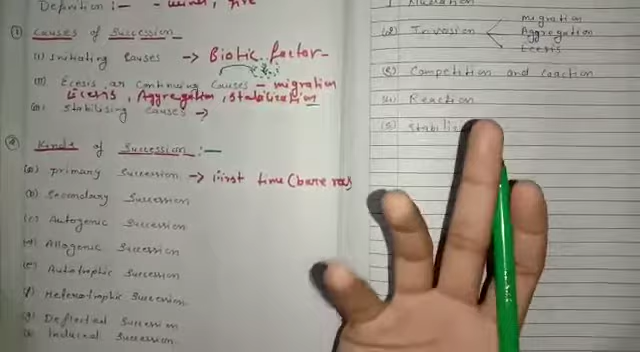 Definition :-
(1) Causes of Succession
(i) Initiating Causes → Biotic factor
(ii) Ecesis or Continuing Causes - migration
Ecesis, Aggregation, Stabilization
(iii) Stabilising Causes →
(2) Kinds of Succession :-
(a) primary Succession → first time (bare
(b) Secondary Succession
(c) Autogenic Succession
(d) Allogenic Succession
(e) Autotrophic Succession
(f) Heterotrophic Succession
(g) Deflected Succession
Induced Succession
(1) Nudation
(2) Invasion
migration
Aggregation
Ecesis
(3) Competition and Coaction
(4) Reaction
(5)